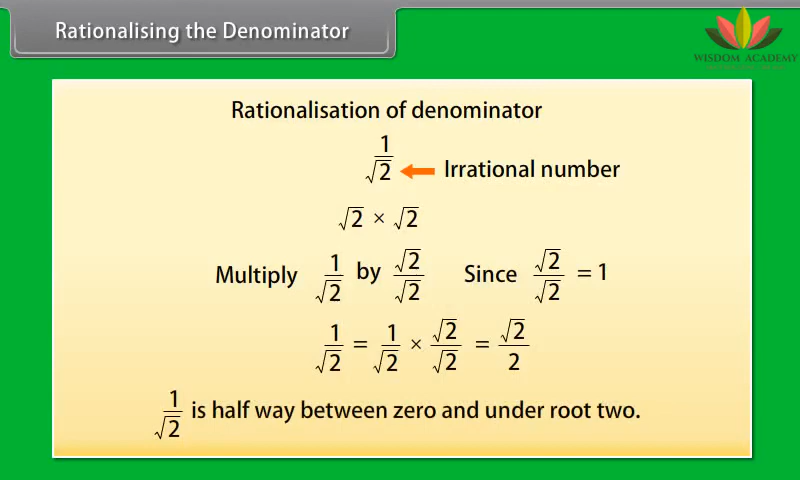 Rationalising the Denominator
WISDOM ACADEMY
Rationalisation of denominator
1/√2 ← Irrational number
√2 × √2
Multiply 1/√2 by √2/√2 Since √2/√2 = 1
1/√2 = 1/√2 × √2/√2 = √2/2
1/√2 is half way between zero and under root two.